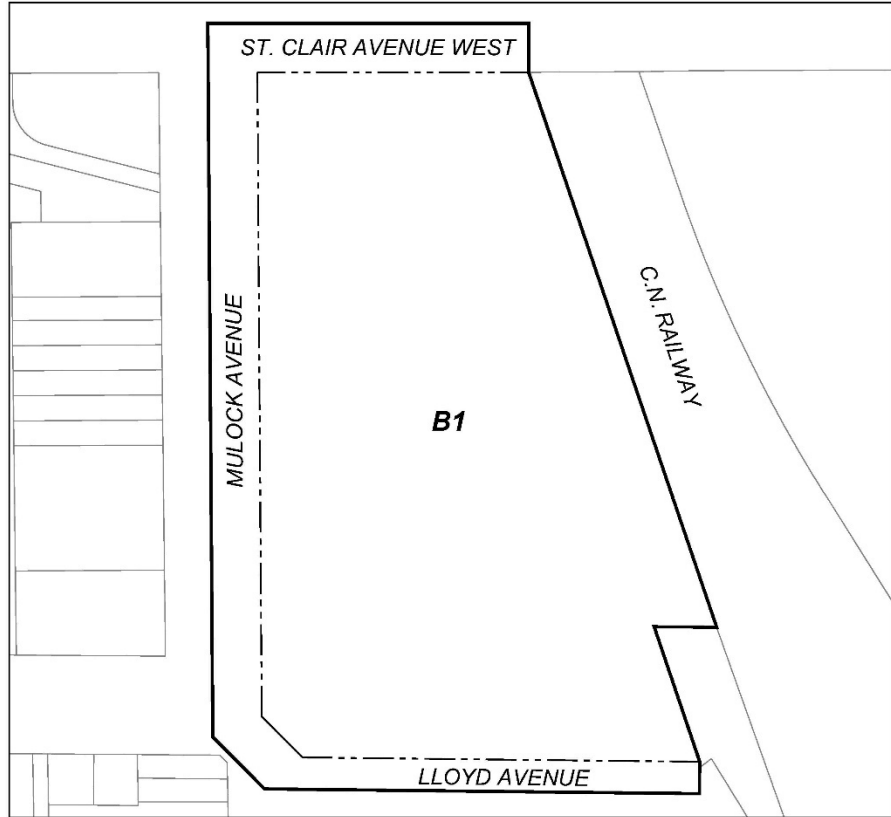 ST. CLAIR AVENUE WEST
C.N. RAILWAY
MULOCK AVENUE
B1
LLOYD AVENUE